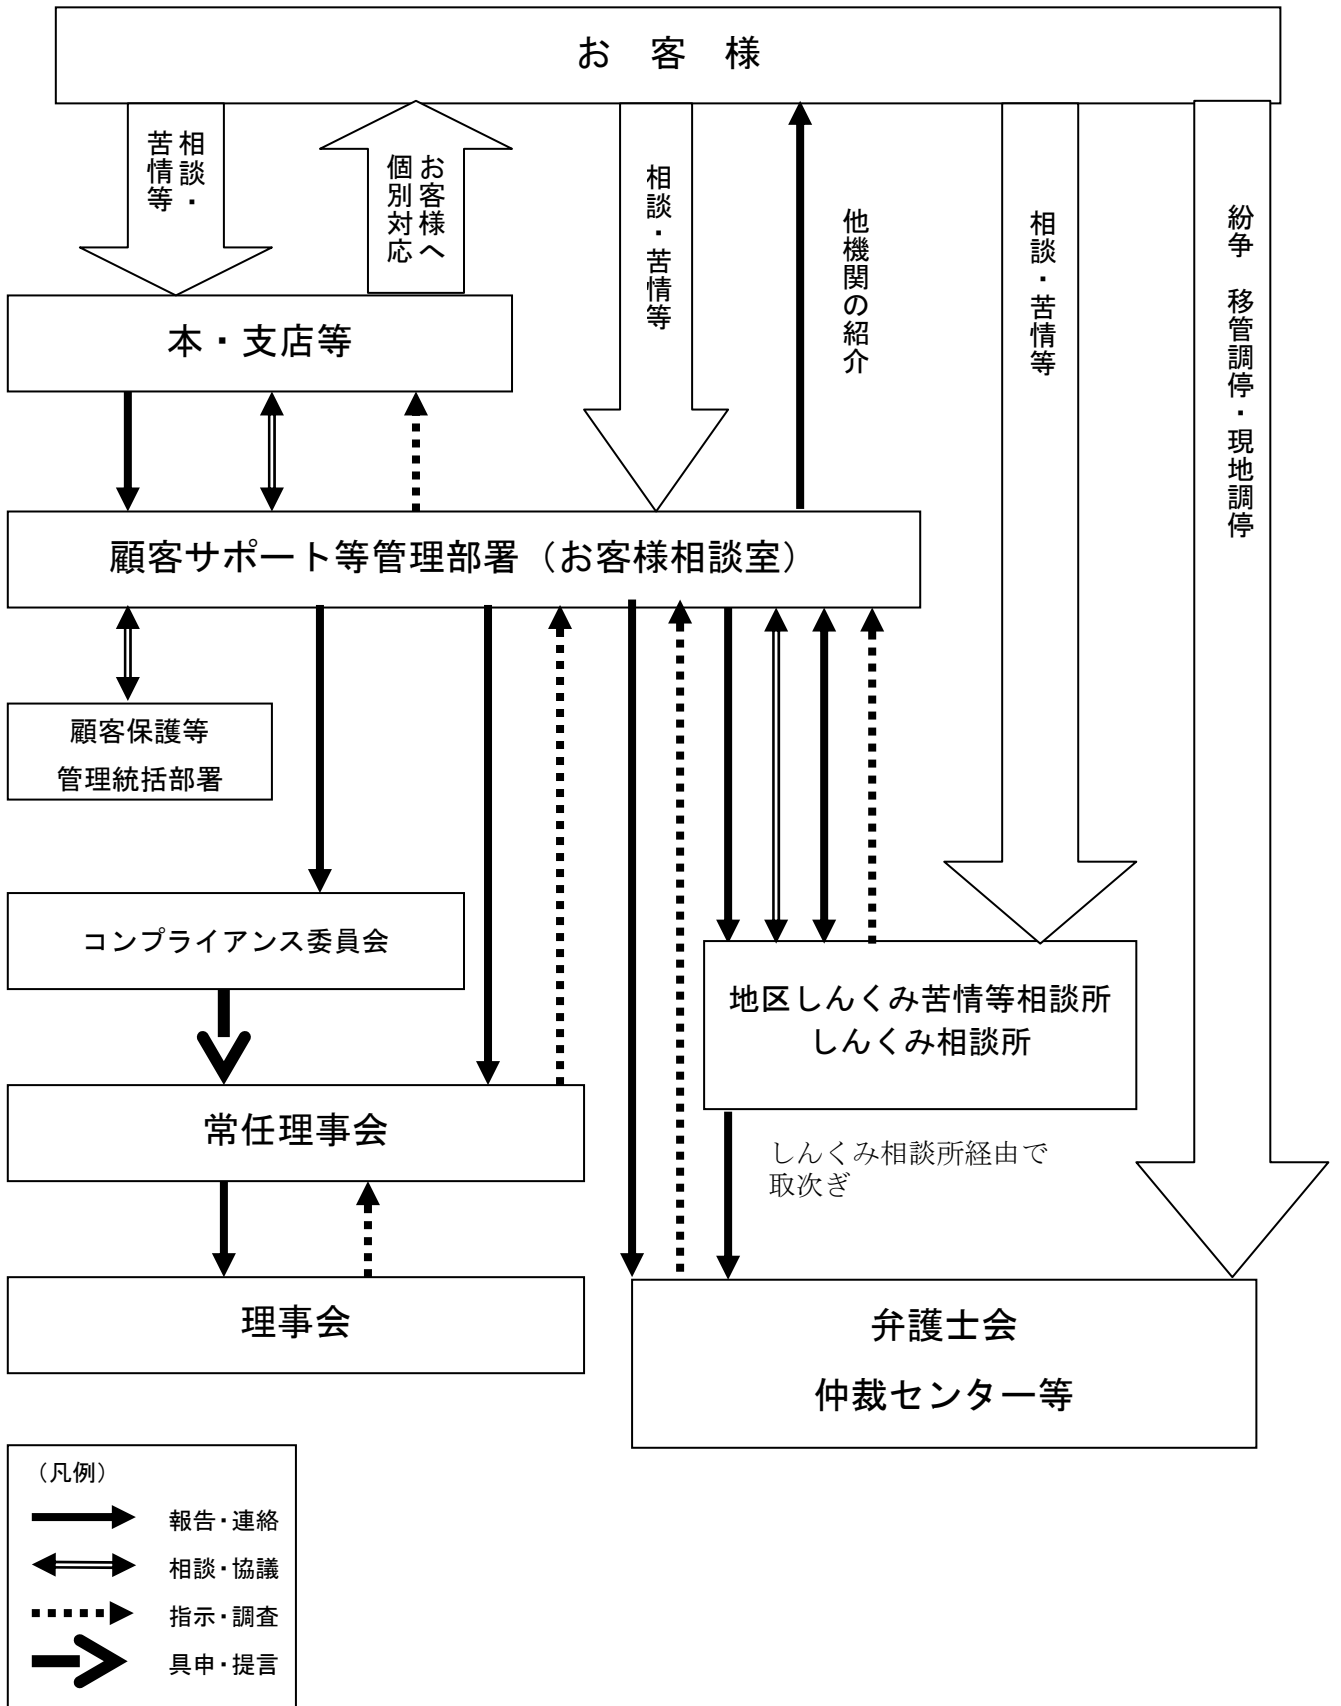 お　客　様
相談・
苦情等
お客様へ
個別対応
相談・苦情等
他機関の紹介
相談・苦情等
紛争　移管調停・現地調停
本・支店等
顧客サポート等管理部署（お客様相談室）
顧客保護等
管理統括部署
コンプライアンス委員会
地区しんくみ苦情等相談所
しんくみ相談所
常任理事会
しんくみ相談所経由で
取次ぎ
理事会
弁護士会
仲裁センター等
（凡例）
報告・連絡
相談・協議
指示・調査
具申・提言